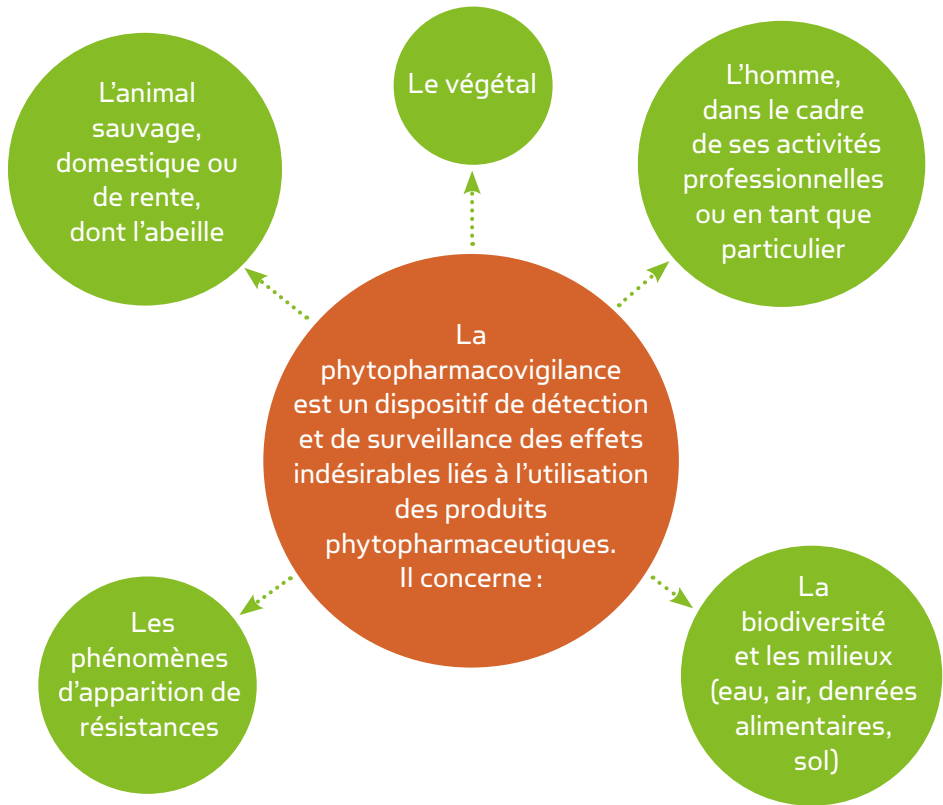 L'animal
sauvage,
domestique ou
de rente,
dont l'abeille
Le végétal
L'homme,
dans le cadre
de ses activités
professionnelles
ou en tant que
particulier
La
phytopharmacovigilance
est un dispositif de détection
et de surveillance des effets
indésirables liés à l'utilisation
des produits
phytopharmaceutiques.
Il concerne :
Les
phénomènes
d'apparition de
résistances
La
biodiversité
et les milieux
(eau, air, denrées
alimentaires,
sol)